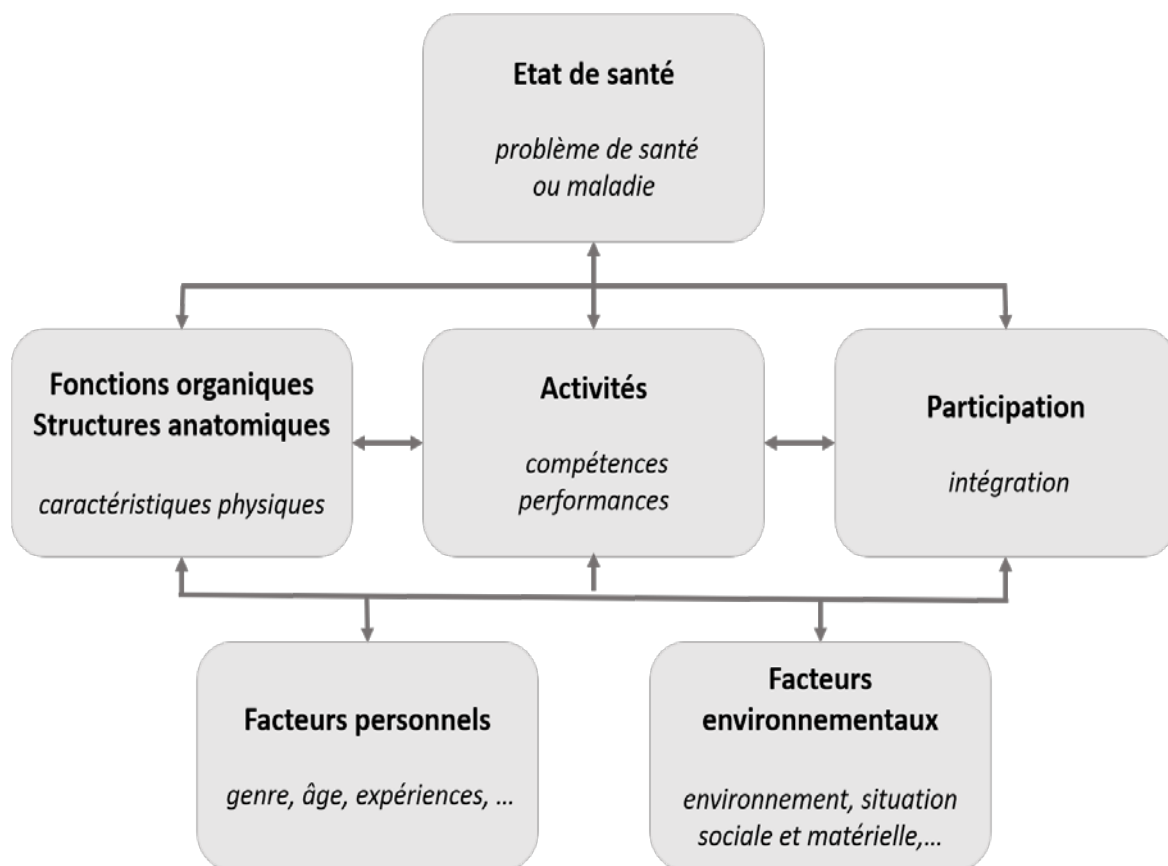 Etat de santé
problème de santé
ou maladie
Fonctions organiques
Structures anatomiques
caractéristiques physiques
Activités
compétences
performances
Participation
intégration
Facteurs personnels
genre, âge, expériences, ...
Facteurs
environnementaux
environnement, situation
sociale et matérielle,...